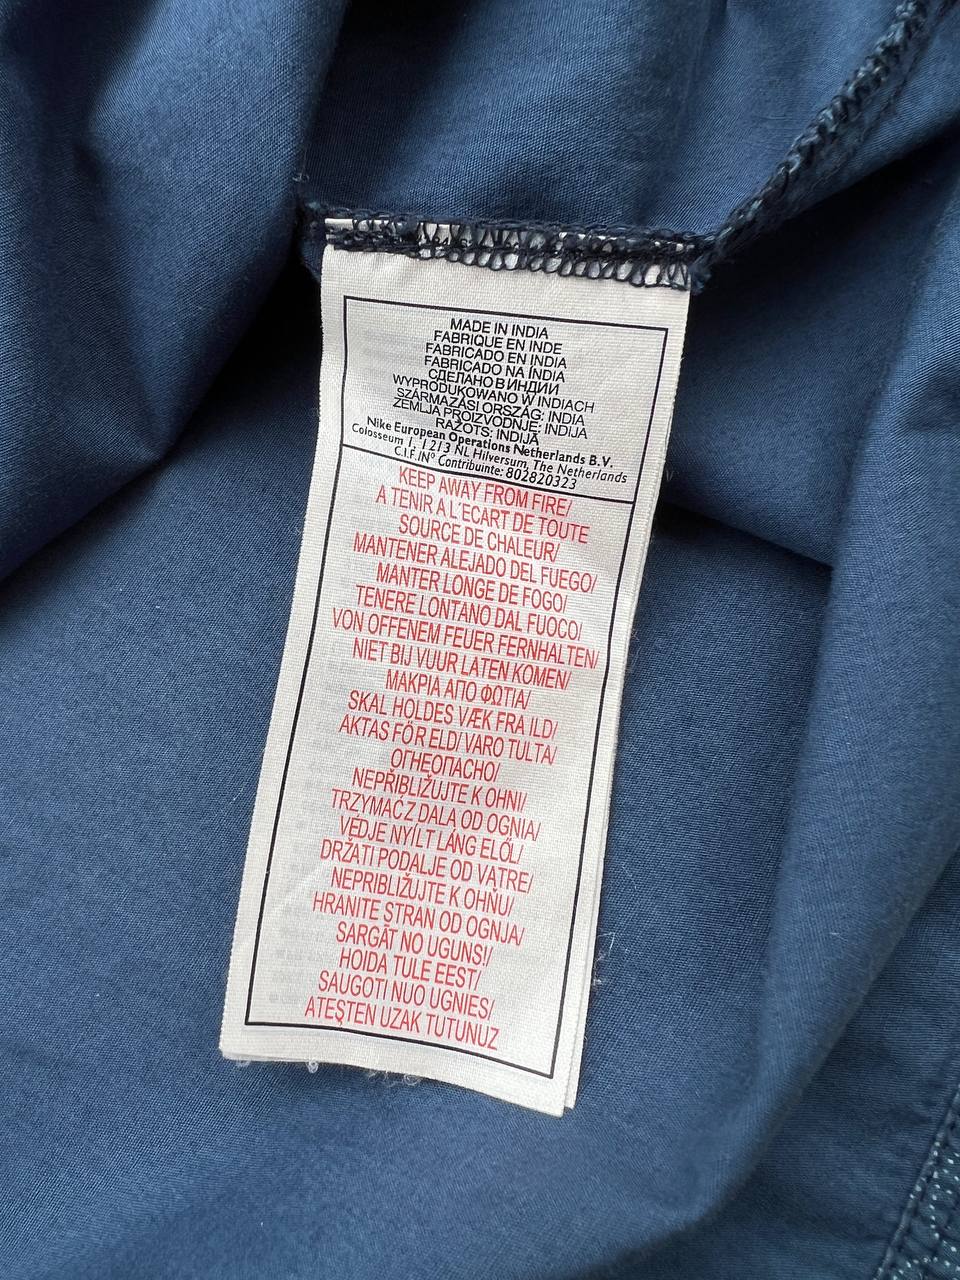 MADE IN INDIA
FABRIQUE EN INDE
FABRICADO EN INDIA
FABRICADO NA INDIA
СДЕЛАНО В ИНДИИ
WYPRODUKOWANO W INDIACH
SZÁRMAZÁSI ORSZÁG: INDIA
ZEMLJA PROIZVODNJE: INDIJA
RAŽOTS: INDIJĀ
Nike European Operations Netherlands B.V.
Colosseum 1, 1213 NL Hilversum, The Netherlands
C.I.F./N° Contribuinte: 802820323
KEEP AWAY FROM FIRE/
A TENIR A L'ECART DE TOUTE
SOURCE DE CHALEUR/
MANTENER ALEJADO DEL FUEGO/
MANTER LONGE DE FOGO/
TENERE LONTANO DAL FUOCO/
VON OFFENEM FEUER FERNHALTEN/
NIET BIJ VUUR LATEN KOMEN/
ΜΑΚΡΙΑ ΑΠΟ ΦΩΤΙΑ/
SKAL HOLDES VÆK FRA ILD/
AKTAS FÖR ELD/ VARO TULTA/
ОГНЕОПАСНО/
NEPŘIBLIŽUJTE K OHNI/
TRZYMAĆ Z DALA OD OGNIA/
VÉDJE NYÍLT LÁNG ELŐL/
DRŽATI PODALJE OD VATRE/
NEPRIBLIŽUJTE K OHŇU/
HRANITE STRAN OD OGNJA/
SARGĀT NO UGUNS!/
HOIDA TULE EEST/
SAUGOTI NUO UGNIES/
ATEŞTEN UZAK TUTUNUZ